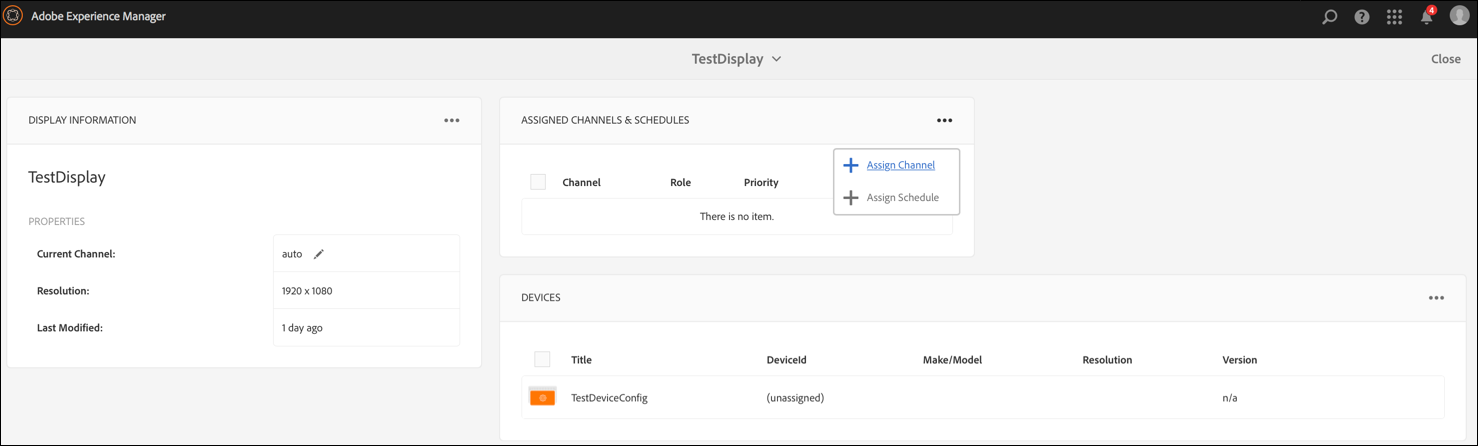 Adobe Experience Manager
4
TestDisplay
Close
DISPLAY INFORMATION
TestDisplay
PROPERTIES
Current Channel: auto
Resolution: 1920 x 1080
Last Modified: 1 day ago
ASSIGNED CHANNELS & SCHEDULES
Assign Channel
Assign Schedule
Channel Role Priority
There is no item.
DEVICES
Title DeviceId Make/Model Resolution Version
TestDeviceConfig (unassigned) n/a